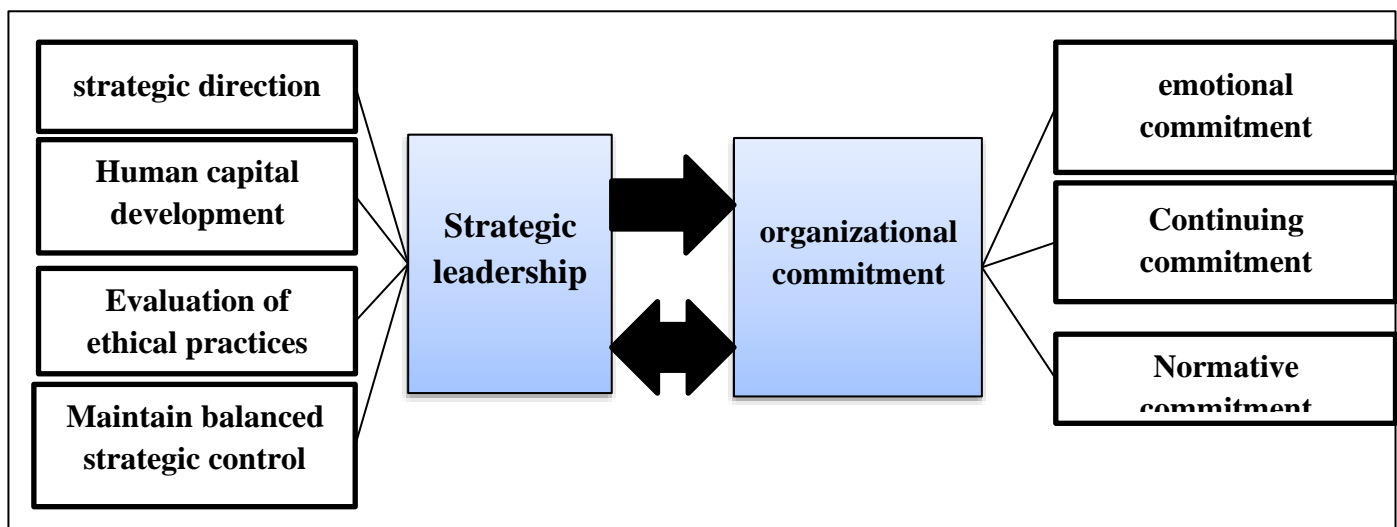 strategic direction
Human capital
development
Evaluation of
ethical practices
Maintain balanced
strategic control
Strategic
leadership
organizational
commitment
emotional
commitment
Continuing
commitment
Normative
commitment